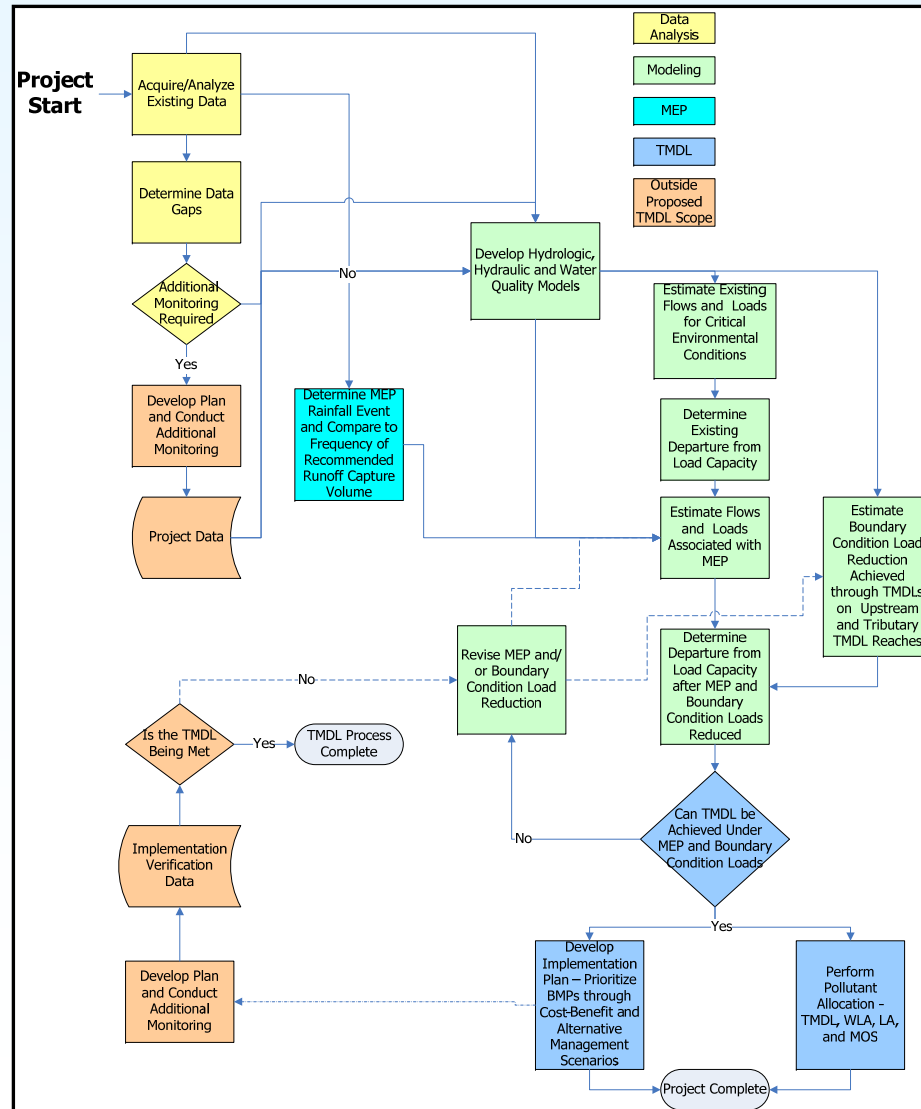 Project
Start
Acquire/Analyze
Existing Data
Data
Analysis
Modeling
MEP
TMDL
Outside
Proposed
TMDL Scope
Determine Data
Gaps
Additional
Monitoring
Required
No
Yes
Develop Hydrologic,
Hydraulic and Water
Quality Models
Estimate Existing
Flows and Loads
for Critical
Environmental
Conditions
Develop Plan
and Conduct
Additional
Monitoring
Determine MEP
Rainfall Event
and Compare to
Frequency of
Recommended
Runoff Capture
Volume
Determine
Existing
Departure from
Load Capacity
Project Data
Estimate Flows
and Loads
Associated with
MEP
Estimate
Boundary
Condition Load
Reduction
Achieved
through TMDLs
on Upstream
and Tributary
TMDL Reaches
Revise MEP and/
or Boundary
Condition Load
Reduction
Determine
Departure from
Load Capacity
after MEP and
Boundary
Condition Loads
Reduced
No
Is the TMDL
Being Met
Yes
TMDL Process
Complete
Can TMDL be
Achieved Under
MEP and Boundary
Condition Loads
No
Yes
Implementation
Verification
Data
Develop Plan
and Conduct
Additional
Monitoring
Develop
Implementation
Plan – Prioritize
BMPs through
Cost-Benefit and
Alternative
Management
Scenarios
Perform
Pollutant
Allocation -
TMDL, WLA, LA,
and MOS
Project Complete